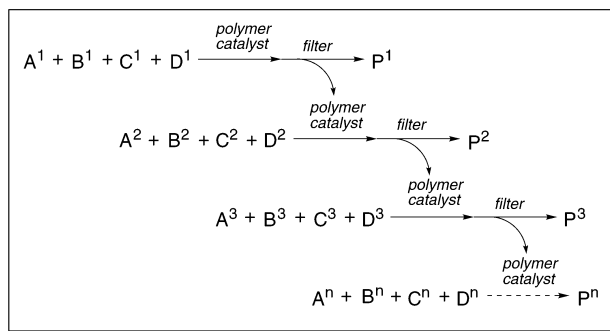 polymer
catalyst
filter
A¹ + B¹ + C¹ + D¹
P¹
polymer
catalyst
filter
A² + B² + C² + D²
P²
polymer
catalyst
filter
A³ + B³ + C³ + D³
P³
polymer
catalyst
Aⁿ + Bⁿ + Cⁿ + Dⁿ
Pⁿ